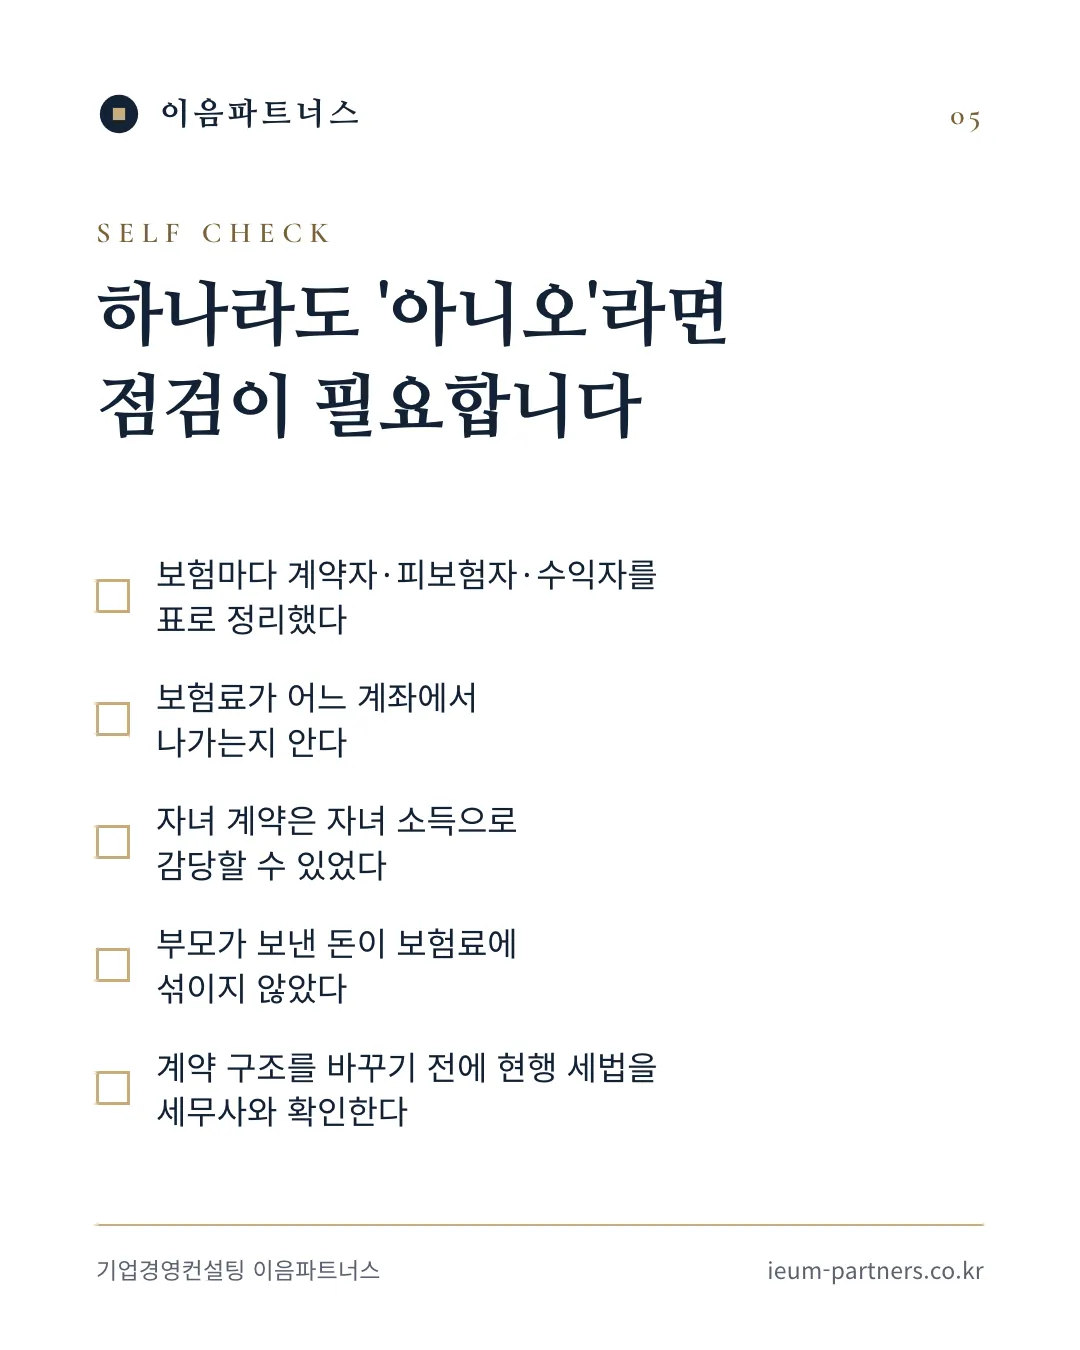 이음파트너스
05
SELF CHECK
하나라도 '아니오'라면
점검이 필요합니다
보험마다 계약자·피보험자·수익자를
표로 정리했다
보험료가 어느 계좌에서
나가는지 안다
자녀 계약은 자녀 소득으로
감당할 수 있었다
부모가 보낸 돈이 보험료에
섞이지 않았다
계약 구조를 바꾸기 전에 현행 세법을
세무사와 확인한다
기업경영컨설팅 이음파트너스
ieum-partners.co.kr